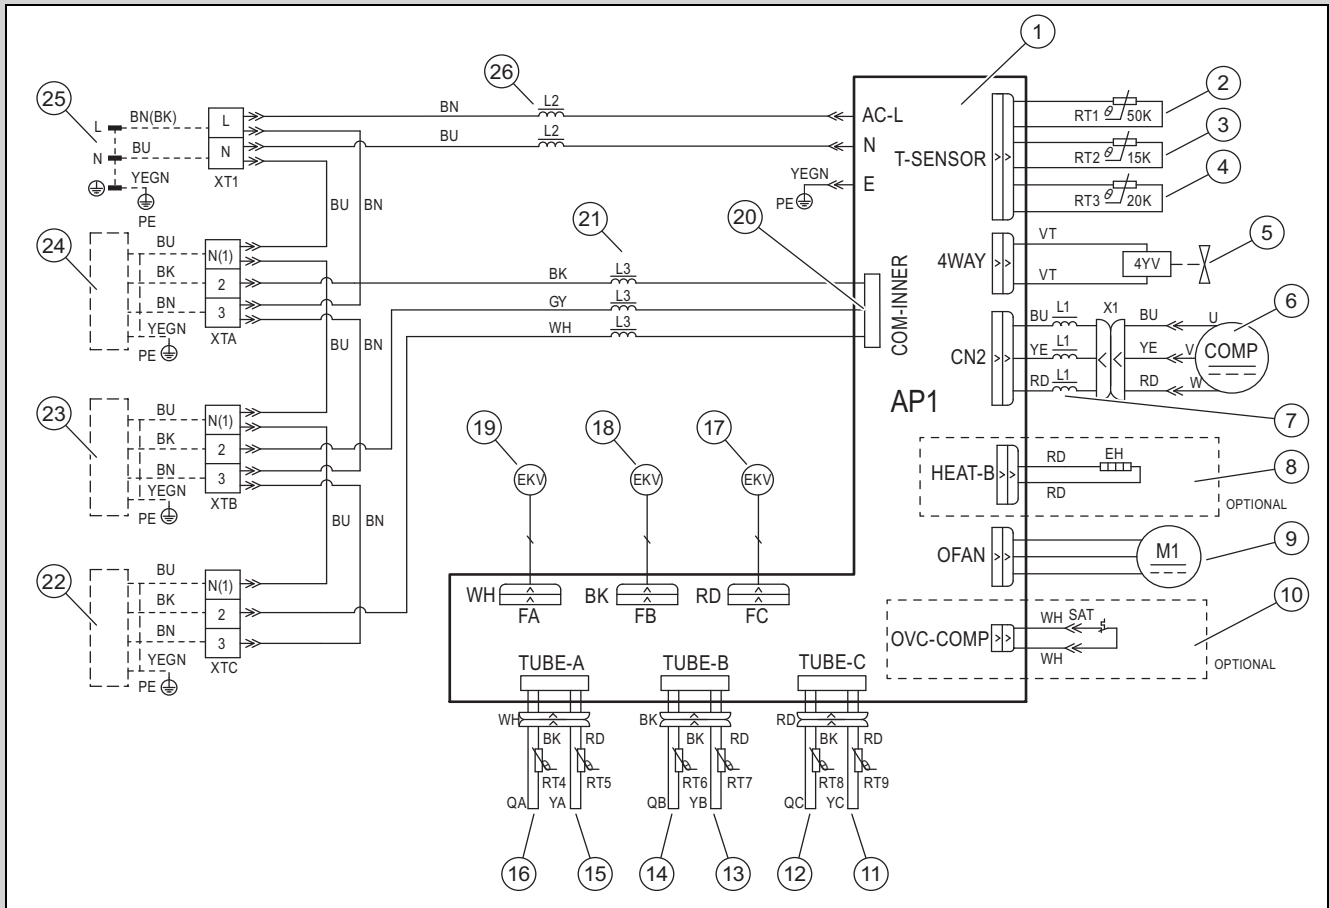 1
26
2
25
BN(BK)
L
BN
L2
AC-L
RT1
50K
L
3
BU
BU
L2
N
RT2
15K
N
N
T-SENSOR
YEGN
XT1
YEGN
E
4
PE
BU
BN
PE
RT3
20K
20
21
24
BU
N(1)
VT
5
BK
2
BK
L3
4WAY
4YV
BN
3
GY
L3
VT
YEGN
XTA
WH
L3
COM-INNER
BU
L1
X1
BU
U
6
PE
BU
BN
CN2
YE
L1
YE
V
COMP
RD
L1
RD
W
AP1
7
23
BU
N(1)
19
18
17
BK
2
HEAT-B
RD
EH
8
BN
3
EKV
EKV
EKV
RD
YEGN
XTB
OPTIONAL
PE
BU
BN
OFAN
M1
9
22
BU
N(1)
BK
2
WH
FA
BK
FB
RD
FC
10
BN
3
OVC-COMP
WH
SAT
YEGN
XTC
WH
OPTIONAL
PE
TUBE-A
TUBE-B
TUBE-C
WH
BK
RD
BK
RD
BK
RD
BK
RD
RT4
RT5
RT6
RT7
RT8
RT9
QA
YA
QB
YB
QC
YC
16
15
14
13
12
11